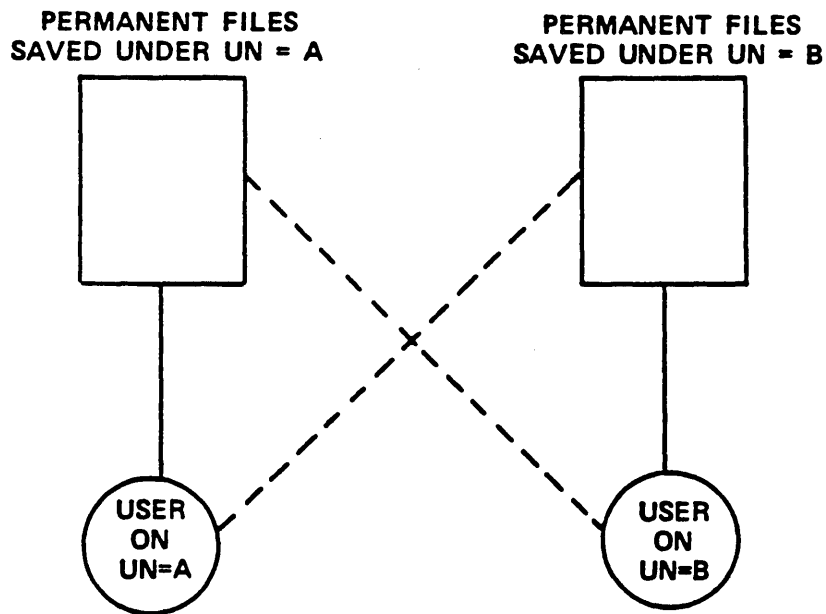 PERMANENT FILES
SAVED UNDER UN = A
PERMANENT FILES
SAVED UNDER UN = B
USER
ON
UN=A
USER
ON
UN=B